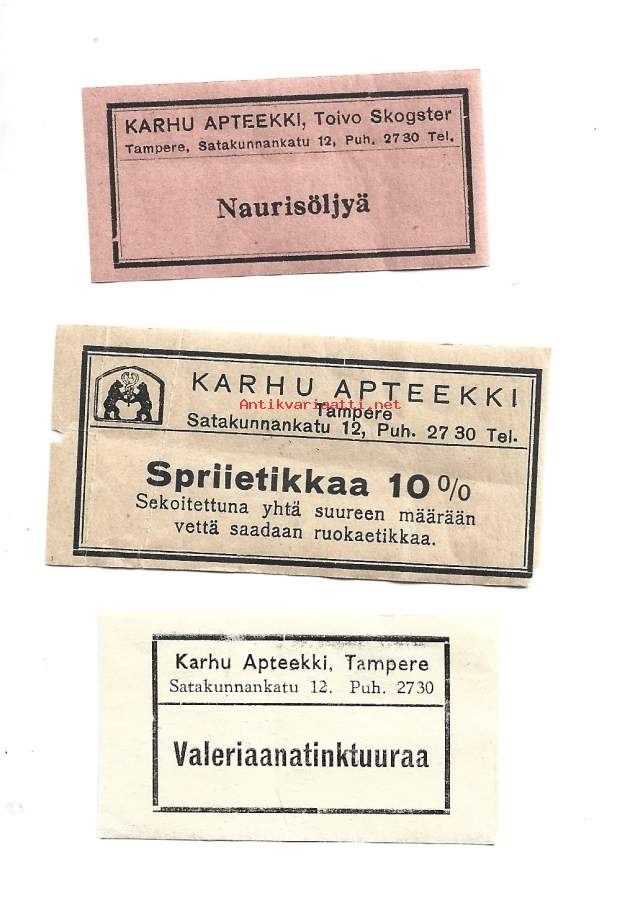 KARHU APTEEKKI, Toivo Skogster
Tampere, Satakunnankatu 12, Puh. 2730 Tel.
Naurisöljyä
KARHU APTEEKKI
Antikvariaatti.net
Tampere
Satakunnankatu 12, Puh. 27 30 Tel.
Spriietikkaa 10 %
Sekoitettuna yhtä suureen määrään
vettä saadaan ruokaetikkaa.
Karhu Apteekki, Tampere
Satakunnankatu 12. Puh. 2730
Valeriaanatinktuuraa